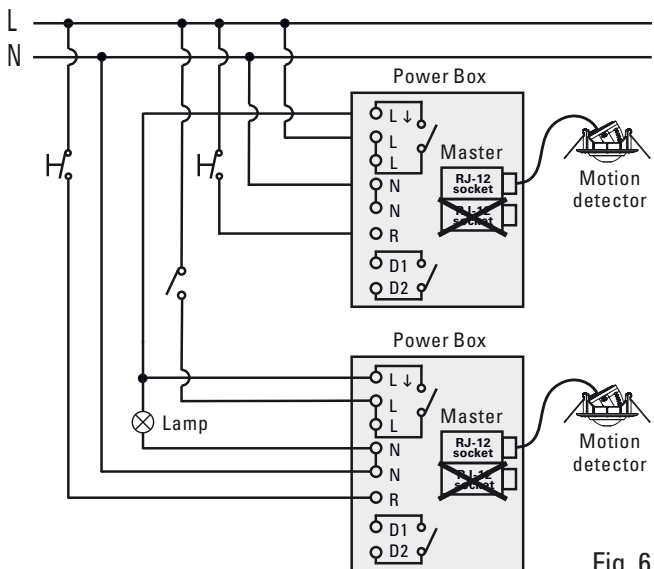 L
N
Power Box
L ↓
L
L
N
N
R
D1
D2
Master
RJ-12
socket
RJ-12
socket
Motion
detector
Power Box
L ↓
L
L
N
N
R
D1
D2
Master
RJ-12
socket
RJ-12
socket
Motion
detector
Lamp
Fig. 6